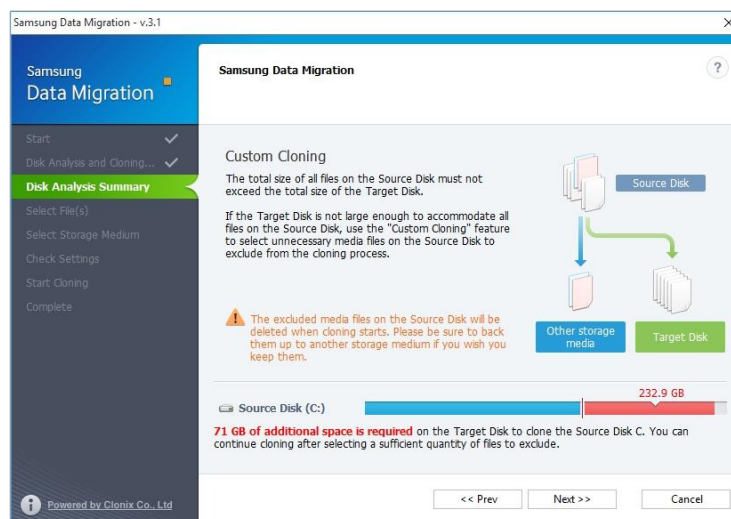 Samsung Data Migration - v.3.1
Samsung
Data Migration
Samsung Data Migration
?
Start
Disk Analysis and Cloning...
Disk Analysis Summary
Select File(s)
Select Storage Medium
Check Settings
Start Cloning
Complete
Custom Cloning
The total size of all files on the Source Disk must not
exceed the total size of the Target Disk.
If the Target Disk is not large enough to accommodate all
files on the Source Disk, use the "Custom Cloning" feature
to select unnecessary media files on the Source Disk to
exclude from the cloning process.
The excluded media files on the Source Disk will be
deleted when cloning starts. Please be sure to back
them up to another storage medium if you wish you
keep them.
Source Disk
Other storage
media
Target Disk
232.9 GB
Source Disk (C:)
71 GB of additional space is required on the Target Disk to clone the Source Disk C. You can
continue cloning after selecting a sufficient quantity of files to exclude.
Powered by Clonix Co., Ltd
<< Prev
Next >>
Cancel